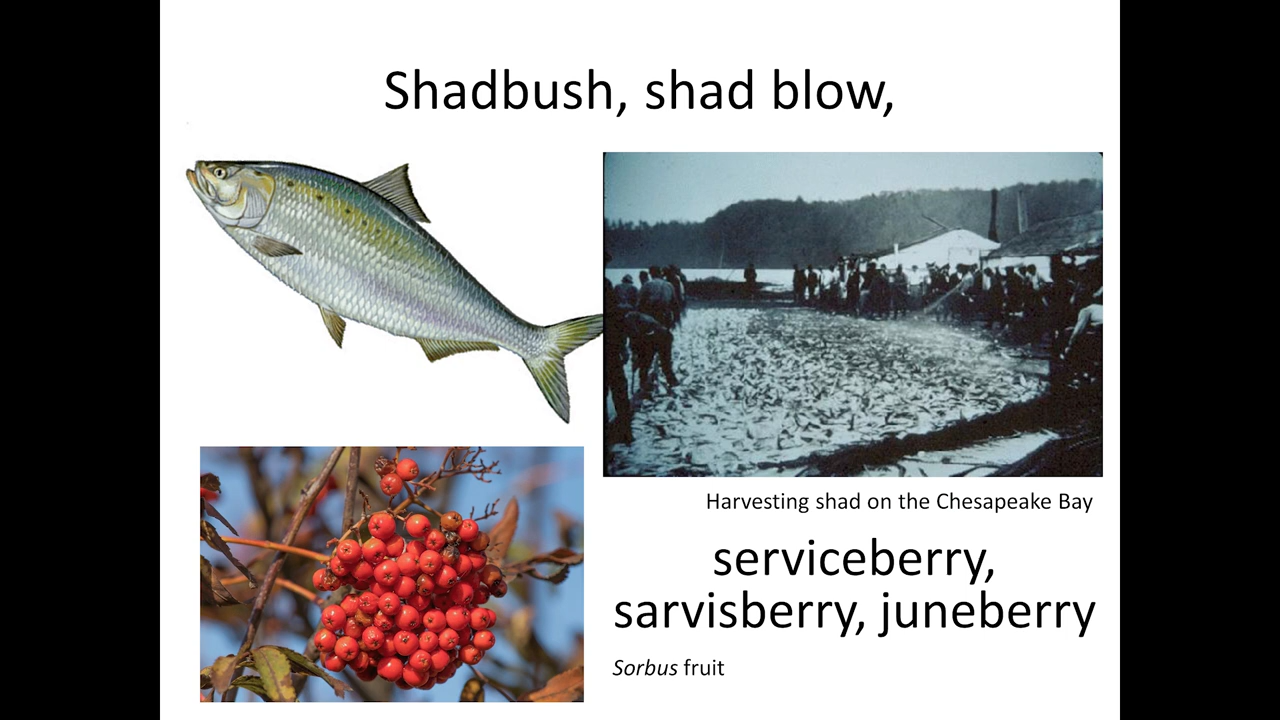 Shadbush, shad blow,
Harvesting shad on the Chesapeake Bay
serviceberry,
sarvisberry, juneberry
Sorbus fruit